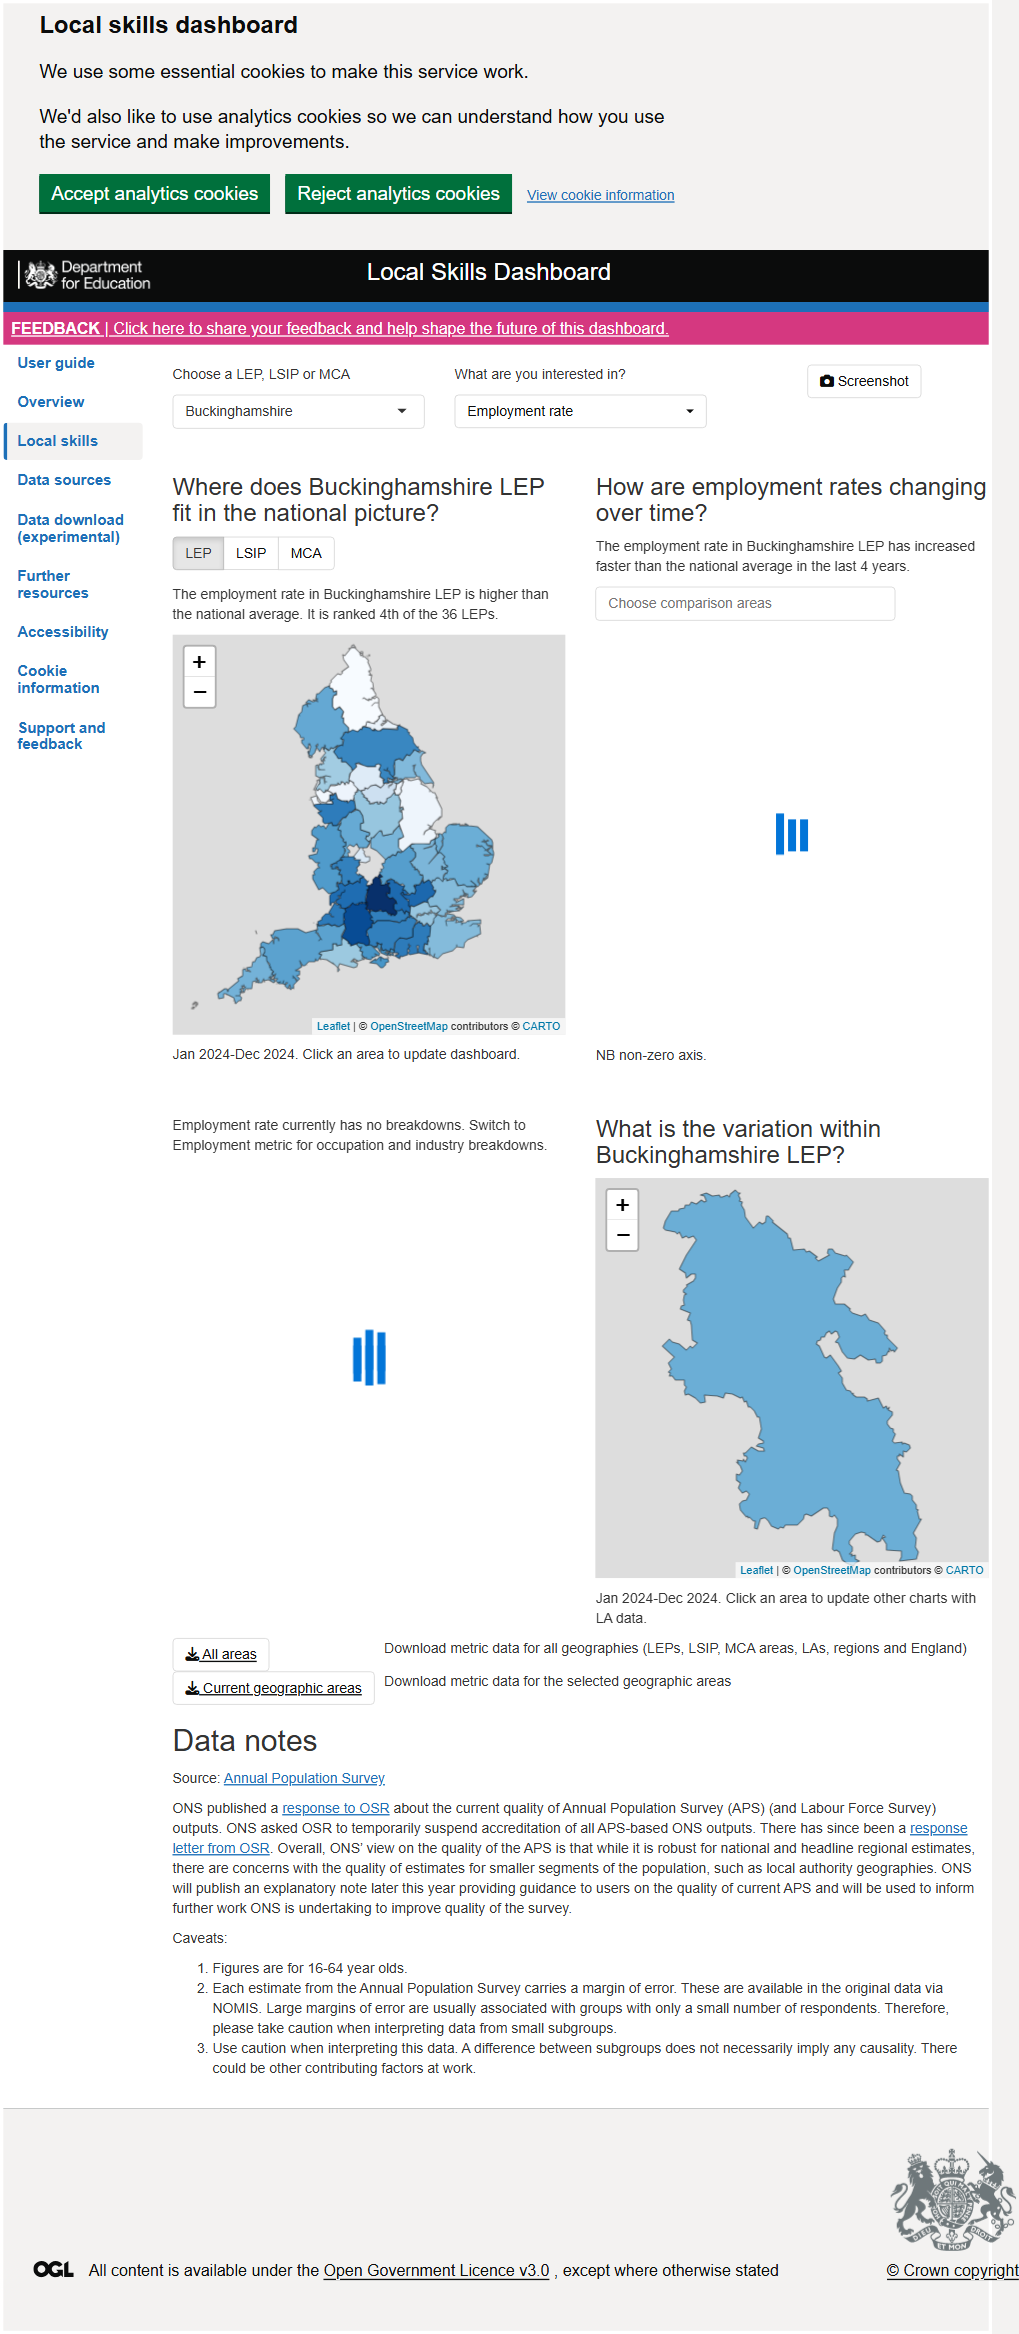 Local skills dashboard
We use some essential cookies to make this service work.
We'd also like to use analytics cookies so we can understand how you use
the service and make improvements.
Accept analytics cookies
Reject analytics cookies
View cookie information
Department
for Education
Local Skills Dashboard
FEEDBACK | Click here to share your feedback and help shape the future of this dashboard.
User guide
Overview
Local skills
Data sources
Data download
(experimental)
Further
resources
Accessibility
Cookie
information
Support and
feedback
Choose a LEP, LSIP or MCA
Buckinghamshire
What are you interested in?
Employment rate
Screenshot
Where does Buckinghamshire LEP
fit in the national picture?
LEP
LSIP
MCA
The employment rate in Buckinghamshire LEP is higher than
the national average. It is ranked 4th of the 36 LEPs.
+
−
Leaflet | © OpenStreetMap contributors © CARTO
Jan 2024-Dec 2024. Click an area to update dashboard.
How are employment rates changing
over time?
The employment rate in Buckinghamshire LEP has increased
faster than the national average in the last 4 years.
Choose comparison areas
NB non-zero axis.
Employment rate currently has no breakdowns. Switch to
Employment metric for occupation and industry breakdowns.
What is the variation within
Buckinghamshire LEP?
+
−
Leaflet | © OpenStreetMap contributors © CARTO
Jan 2024-Dec 2024. Click an area to update other charts with
LA data.
All areas
Download metric data for all geographies (LEPs, LSIP, MCA areas, LAs, regions and England)
Current geographic areas
Download metric data for the selected geographic areas
Data notes
Source: Annual Population Survey
ONS published a response to OSR about the current quality of Annual Population Survey (APS) (and Labour Force Survey)
outputs. ONS asked OSR to temporarily suspend accreditation of all APS-based ONS outputs. There has since been a response
letter from OSR. Overall, ONS' view on the quality of the APS is that while it is robust for national and headline regional estimates,
there are concerns with the quality of estimates for smaller segments of the population, such as local authority geographies. ONS
will publish an explanatory note later this year providing guidance to users on the quality of current APS and will be used to inform
further work ONS is undertaking to improve quality of the survey.
Caveats:
1. Figures are for 16-64 year olds.
2. Each estimate from the Annual Population Survey carries a margin of error. These are available in the original data via
NOMIS. Large margins of error are usually associated with groups with only a small number of respondents. Therefore,
please take caution when interpreting data from small subgroups.
3. Use caution when interpreting this data. A difference between subgroups does not necessarily imply any causality. There
could be other contributing factors at work.
DIEU ET MON DROIT
OGL
All content is available under the Open Government Licence v3.0 , except where otherwise stated
© Crown copyright